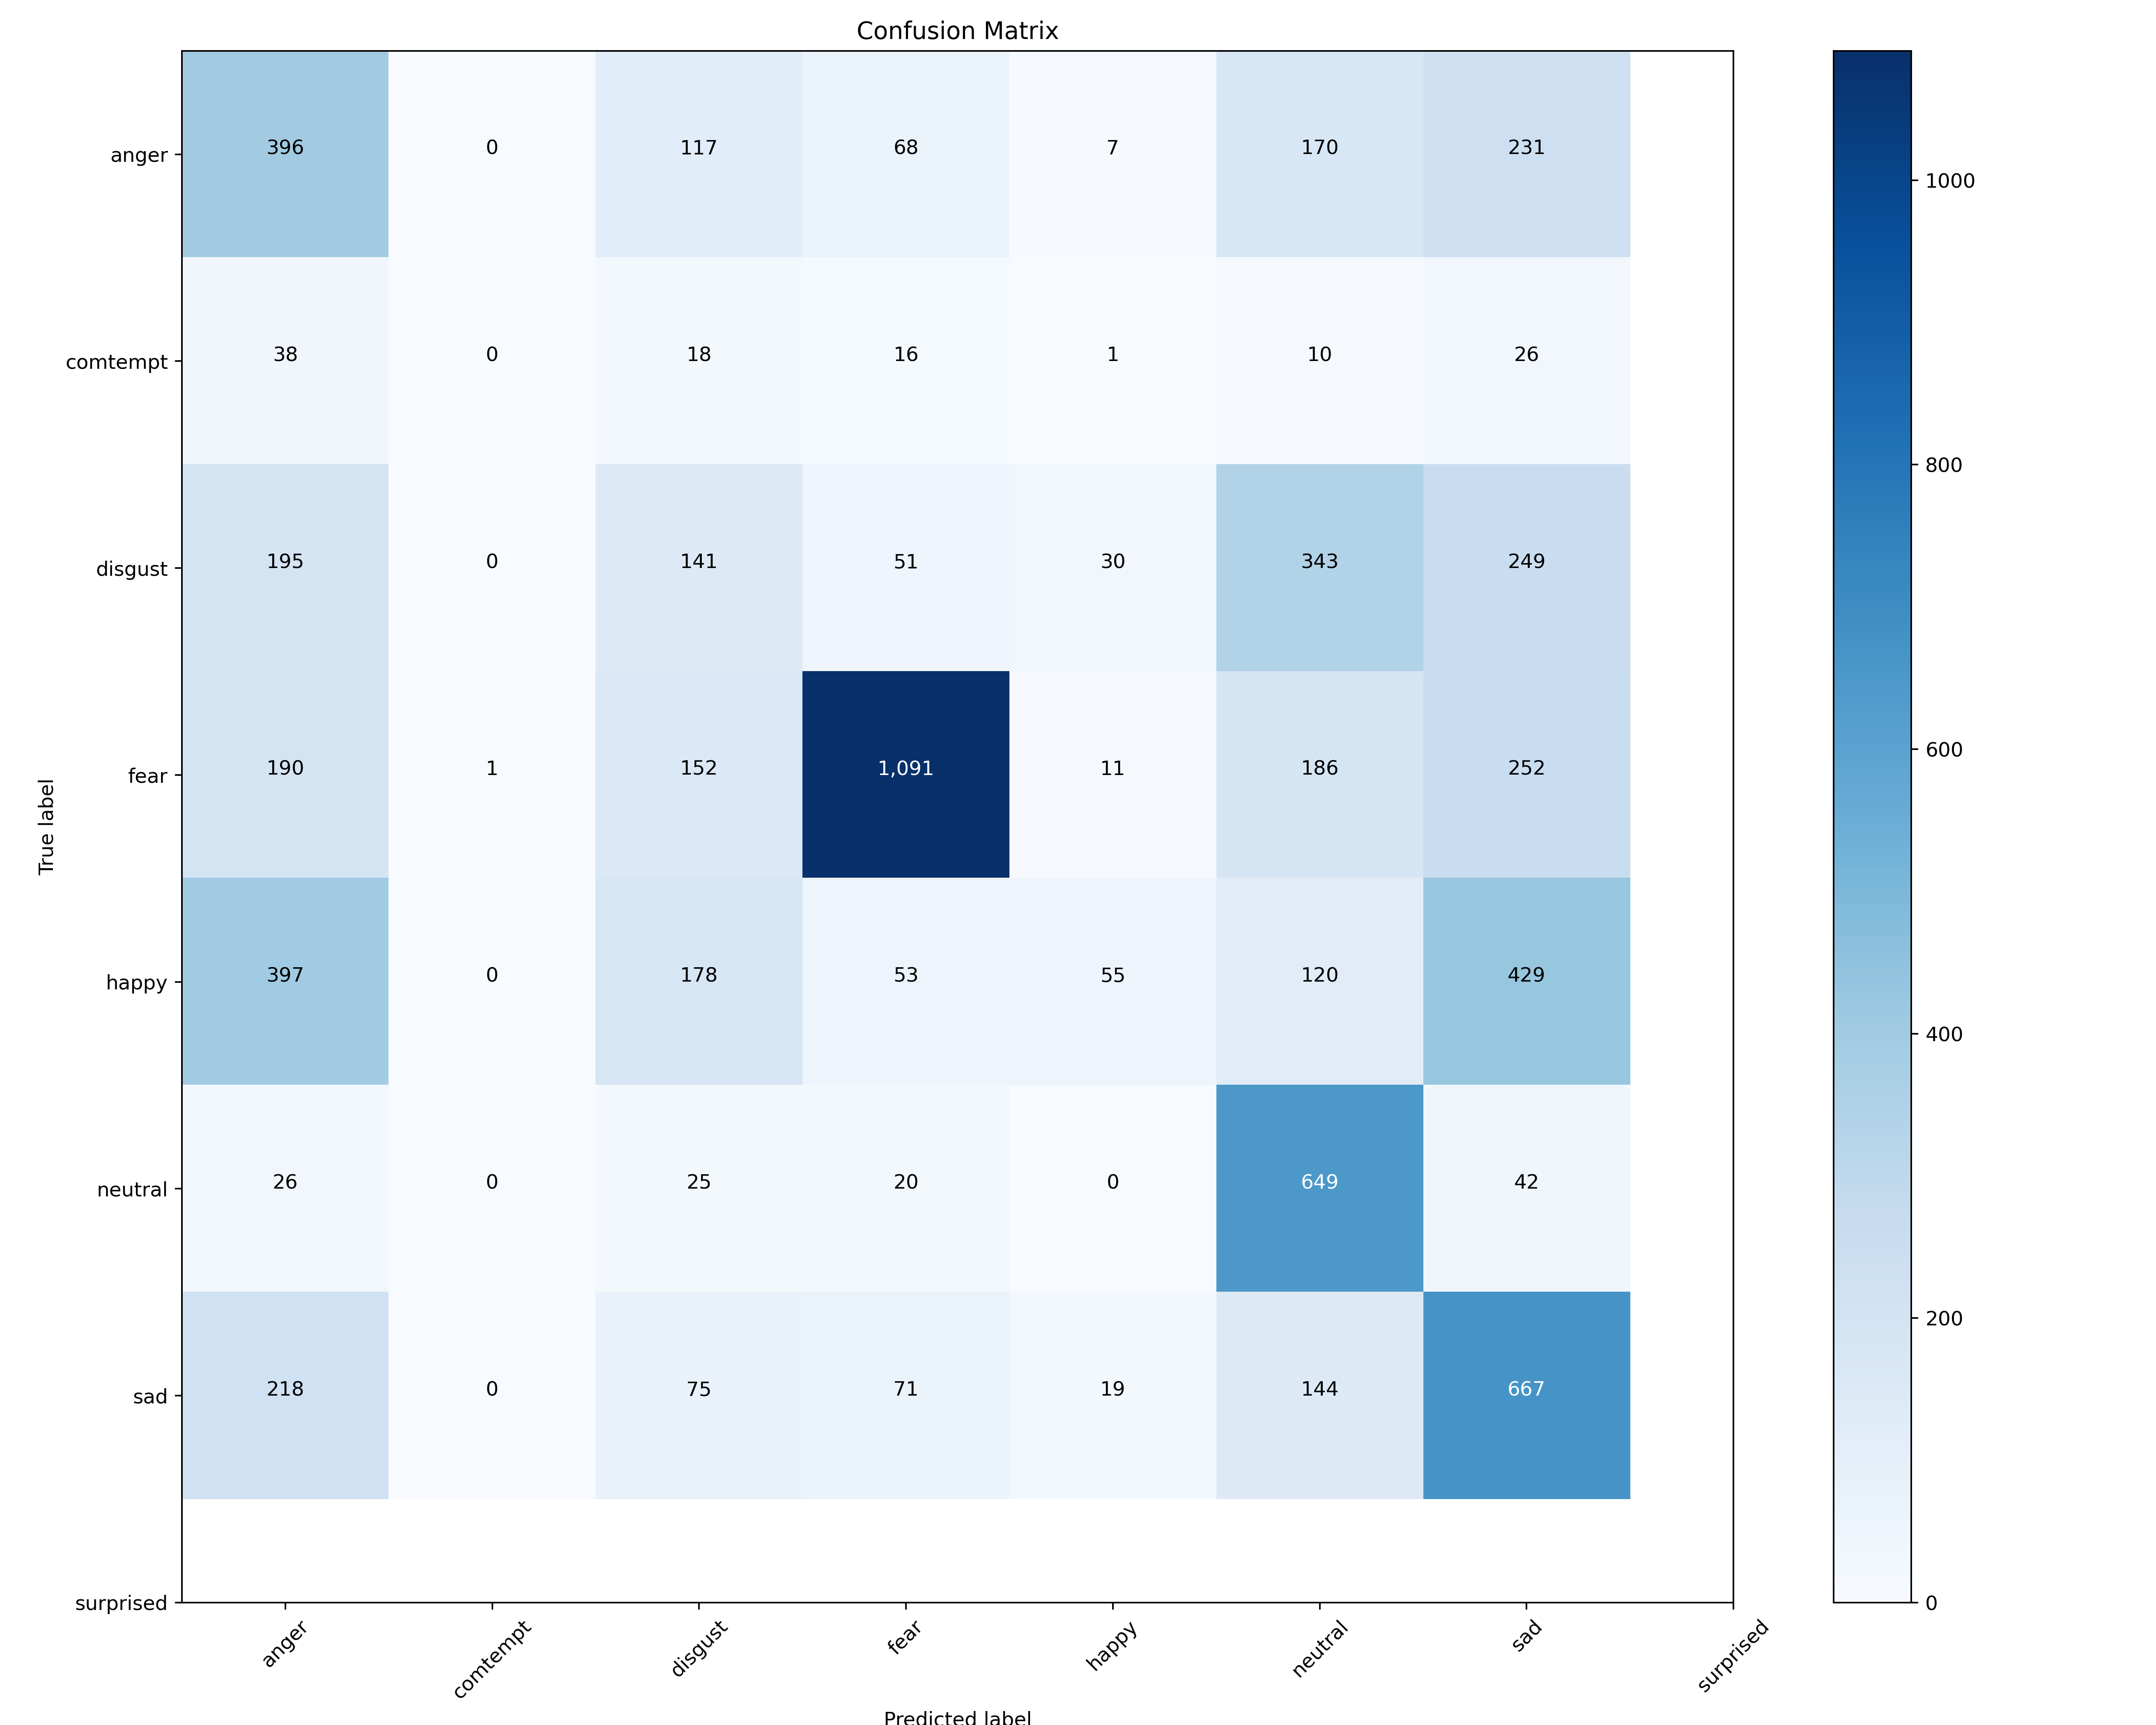 Confusion Matrix
anger 396 0 117 68 7 170 231
comtempt 38 0 18 16 1 10 26
disgust 195 0 141 51 30 343 249
fear 190 1 152 1,091 11 186 252
happy 397 0 178 53 55 120 429
neutral 26 0 25 20 0 649 42
sad 218 0 75 71 19 144 667
surprised
True label
anger comtempt disgust fear happy neutral sad surprised
Predicted label
1000
800
600
400
200
0